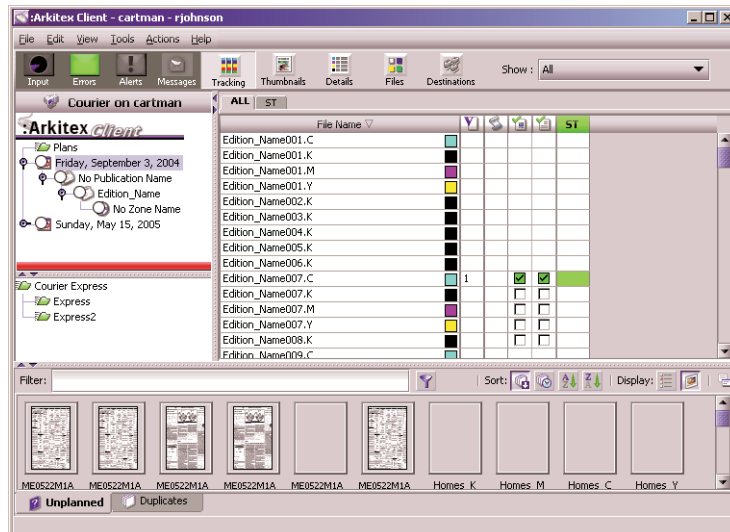 :Arkitex Client - cartman - rjohnson
File Edit View Tools Actions Help
Input Errors Alerts Messages Tracking Thumbnails Details Files Destinations Show : All
Courier on cartman
ALL ST
:Arkitex Client
File Name ST
Plans
Friday, September 3, 2004
No Publication Name
Edition_Name
No Zone Name
Sunday, May 15, 2005
Edition_Name001.C
Edition_Name001.K
Edition_Name001.M
Edition_Name001.Y
Edition_Name002.K
Edition_Name003.K
Edition_Name004.K
Edition_Name005.K
Edition_Name006.K
Edition_Name007.C 1
Edition_Name007.K
Edition_Name007.M
Edition_Name007.Y
Edition_Name008.K
Edition_Name009.C
Courier Express
Express
Express2
Filter: Sort: Display:
ME0522M1A ME0522M1A ME0522M1A ME0522M1A ME0522M1A ME0522M1A Homes_K Homes_M Homes_C Homes_Y
Unplanned Duplicates